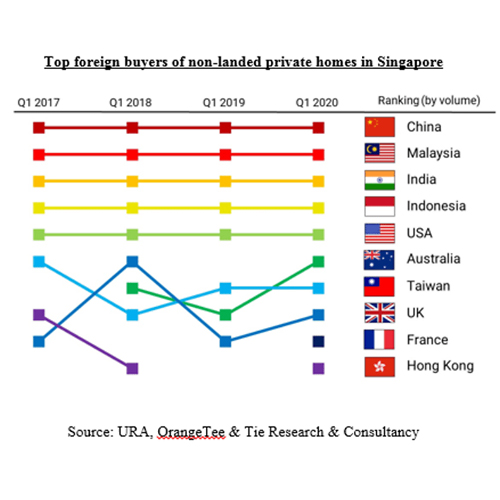 Top foreign buyers of non-landed private homes in Singapore
Q1 2017 Q1 2018 Q1 2019 Q1 2020 Ranking (by volume)
China
Malaysia
India
Indonesia
USA
Australia
Taiwan
UK
France
Hong Kong
Source: URA, OrangeTee & Tie Research & Consultancy